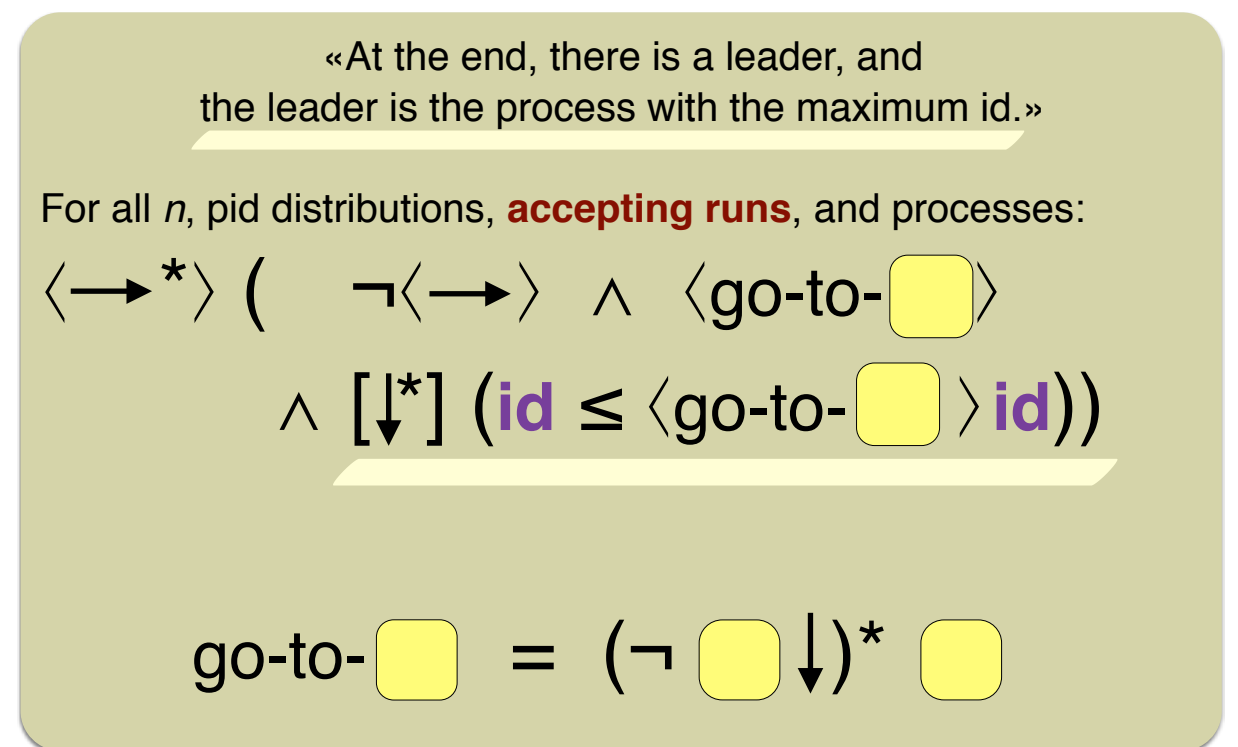 «At the end, there is a leader, and
the leader is the process with the maximum id.»
For all n, pid distributions, accepting runs, and processes:
⟨⟶*⟩ ( ¬⟨⟶⟩ ∧ ⟨go-to-🟨⟩
∧ [↓*] (id ≤ ⟨go-to-🟨⟩id))
go-to-🟨 = (¬🟨↓)* 🟨